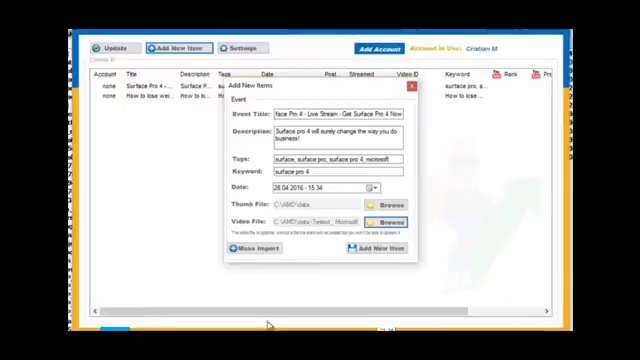 Update
Add New Item
Settings
Add Account
Account in Use:
Cristian M
Cristian M
Account
Title
Description
Tags
Date
Post...
Streamed
Video ID
Keyword
Rank
Pre
none
Surface Pro 4 - ...
Surface P...
surface pro, s...
none
How to lose wei...
How to lo...
How to lose...
Add New Items
Event
Event Title:
face Pro 4 - Live Stream - Get Surface Pro 4 Now
Description:
Surface pro 4 will surely change the way you do
business!
Tags:
surface, surface pro, surface pro 4, microsoft
Keyword:
surface pro 4
Date:
28.04.2016 - 15:34
Thumb File:
C:\AMD\data
Browse
Video File:
C:\AMD\data\Tested_ Microsoft
Browse
Mass Import
Add New Item